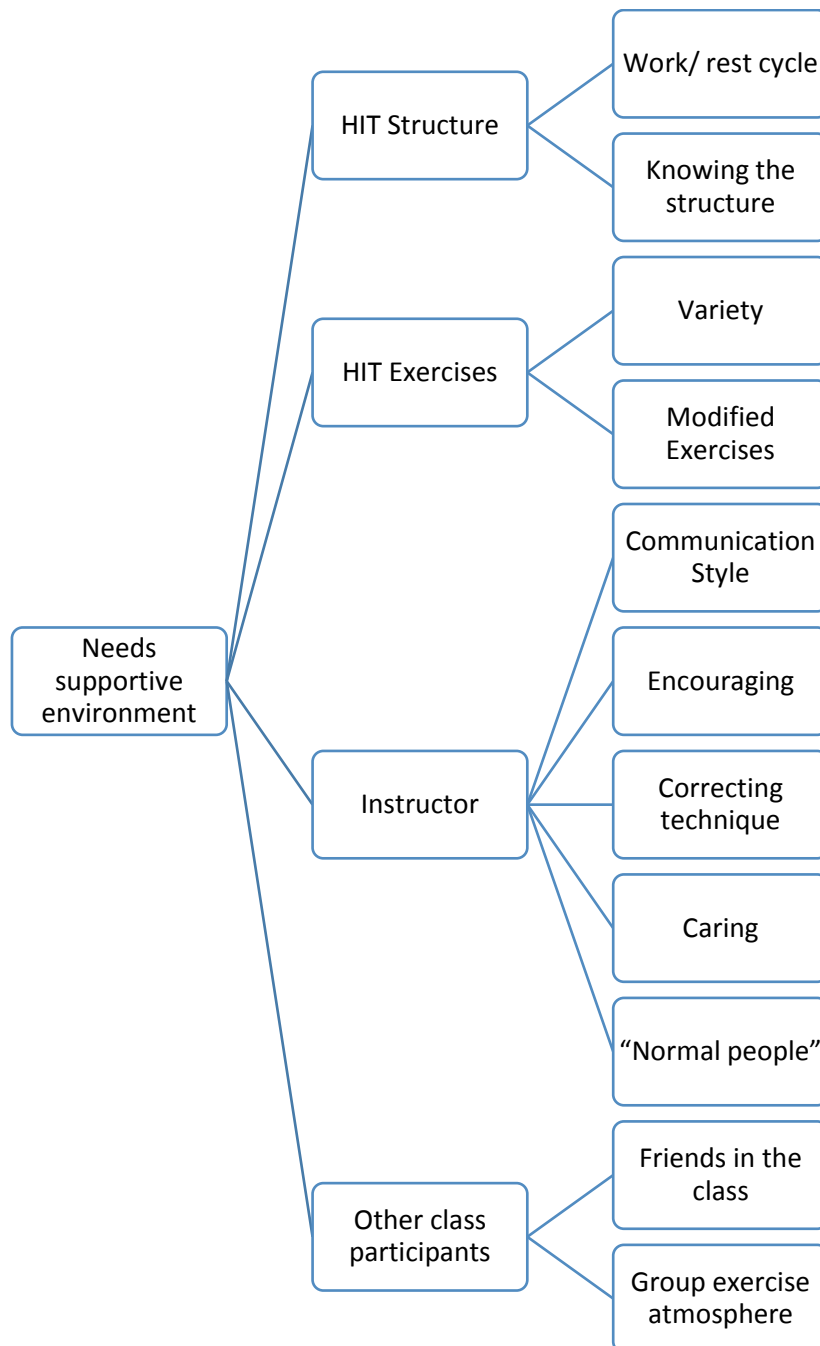 Work/ rest cycle
HIT Structure
Knowing the
structure
Variety
HIT Exercises
Modified
Exercises
Communication
Style
Needs
supportive
environment
Encouraging
Instructor
Correcting
technique
Caring
“Normal people”
Friends in the
class
Other class
participants
Group exercise
atmosphere